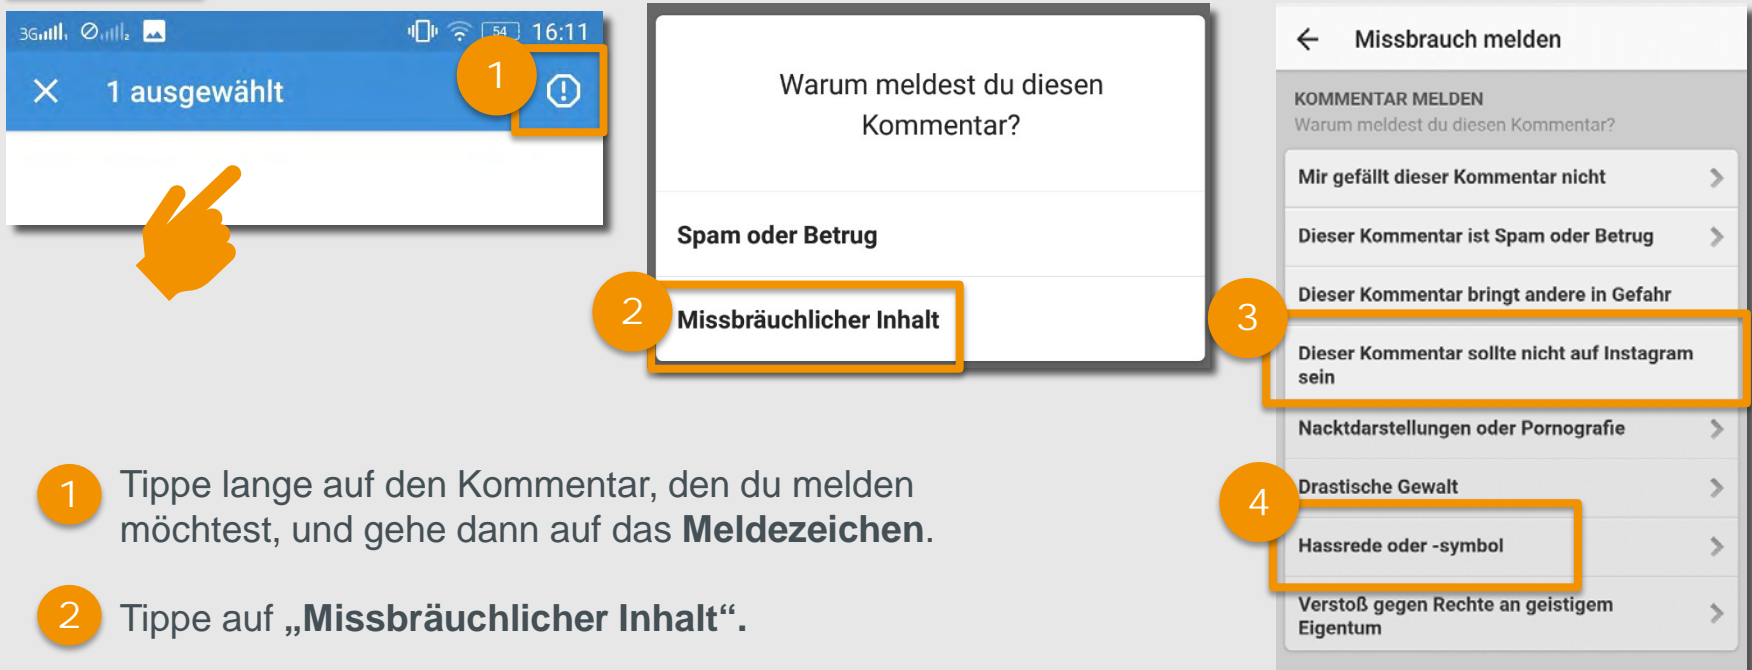 3G
2
54
16:11
1 ausgewählt
1
Warum meldest du diesen
Kommentar?
Spam oder Betrug
2
Missbräuchlicher Inhalt
Missbrauch melden
KOMMENTAR MELDEN
Warum meldest du diesen Kommentar?
Mir gefällt dieser Kommentar nicht
Dieser Kommentar ist Spam oder Betrug
Dieser Kommentar bringt andere in Gefahr
3
Dieser Kommentar sollte nicht auf Instagram
sein
Nacktdarstellungen oder Pornografie
Drastische Gewalt
4
Hassrede oder -symbol
Verstoß gegen Rechte an geistigem
Eigentum
1 Tippe lange auf den Kommentar, den du melden
möchtest, und gehe dann auf das Meldezeichen.
2 Tippe auf „Missbräuchlicher Inhalt“.